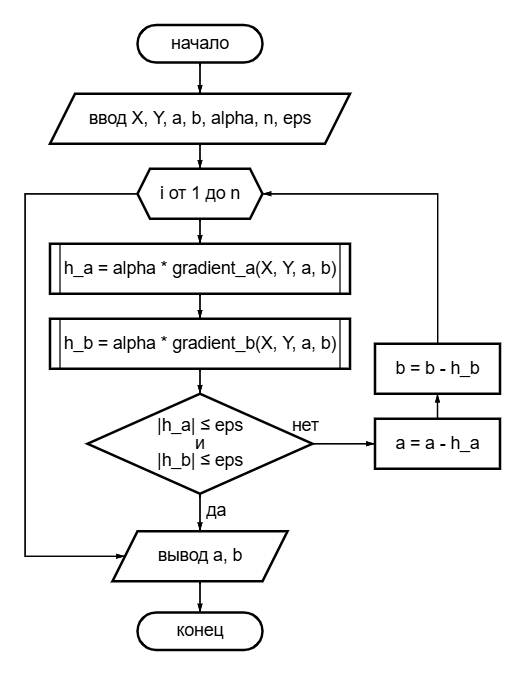 начало
ввод X, Y, a, b, alpha, n, eps
i от 1 до n
h_a = alpha * gradient_a(X, Y, a, b)
h_b = alpha * gradient_b(X, Y, a, b)
b = b - h_b
|h_a| ≤ eps
и
|h_b| ≤ eps
нет
a = a - h_a
да
вывод a, b
конец